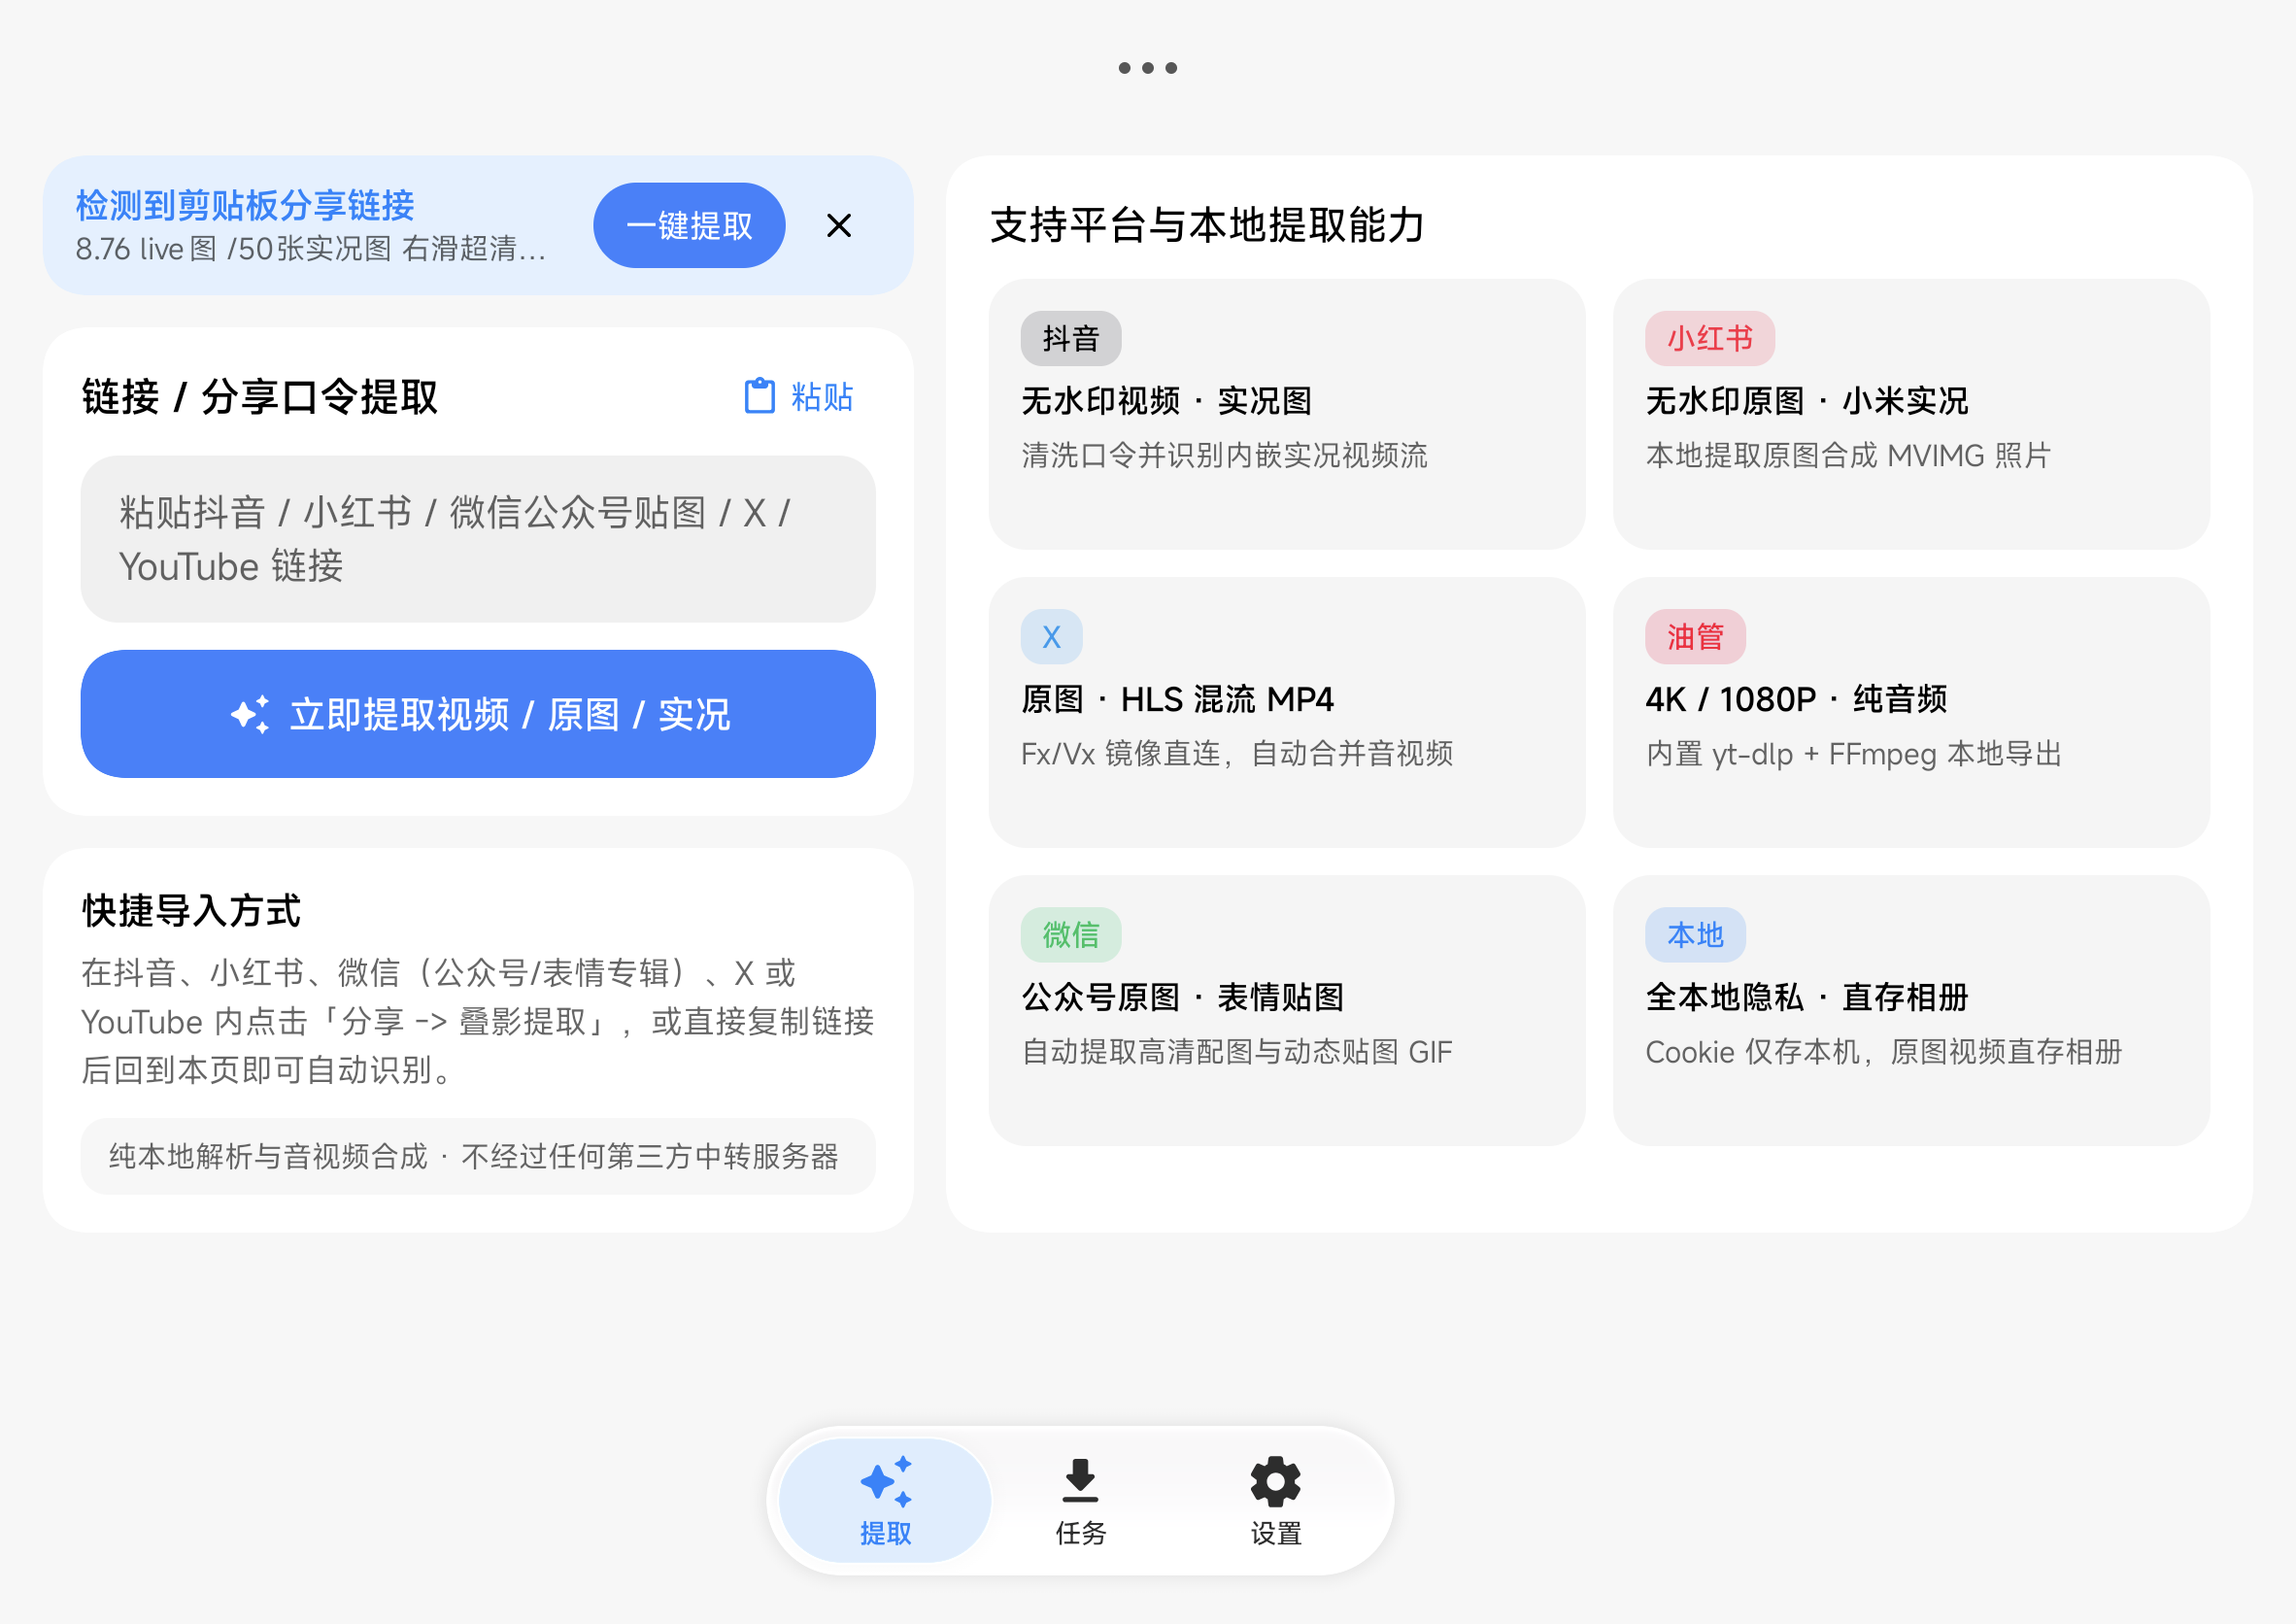 检测到剪贴板分享链接
8.76 live图 /50张实况图 右滑超清...
一键提取
链接 / 分享口令提取
粘贴
粘贴抖音 / 小红书 / 微信公众号贴图 / X /
YouTube 链接
立即提取视频 / 原图 / 实况
快捷导入方式
在抖音、小红书、微信（公众号/表情专辑）、X 或
YouTube 内点击「分享 -> 叠影提取」，或直接复制链接
后回到本页即可自动识别。
纯本地解析与音视频合成 · 不经过任何第三方中转服务器
支持平台与本地提取能力
抖音
无水印视频 · 实况图
清洗口令并识别内嵌实况视频流
小红书
无水印原图 · 小米实况
本地提取原图合成 MVIMG 照片
X
原图 · HLS 混流 MP4
Fx/Vx 镜像直连，自动合并音视频
油管
4K / 1080P · 纯音频
内置 yt-dlp + FFmpeg 本地导出
微信
公众号原图 · 表情贴图
自动提取高清配图与动态贴图 GIF
本地
全本地隐私 · 直存相册
Cookie 仅存本机，原图视频直存相册
提取
任务
设置